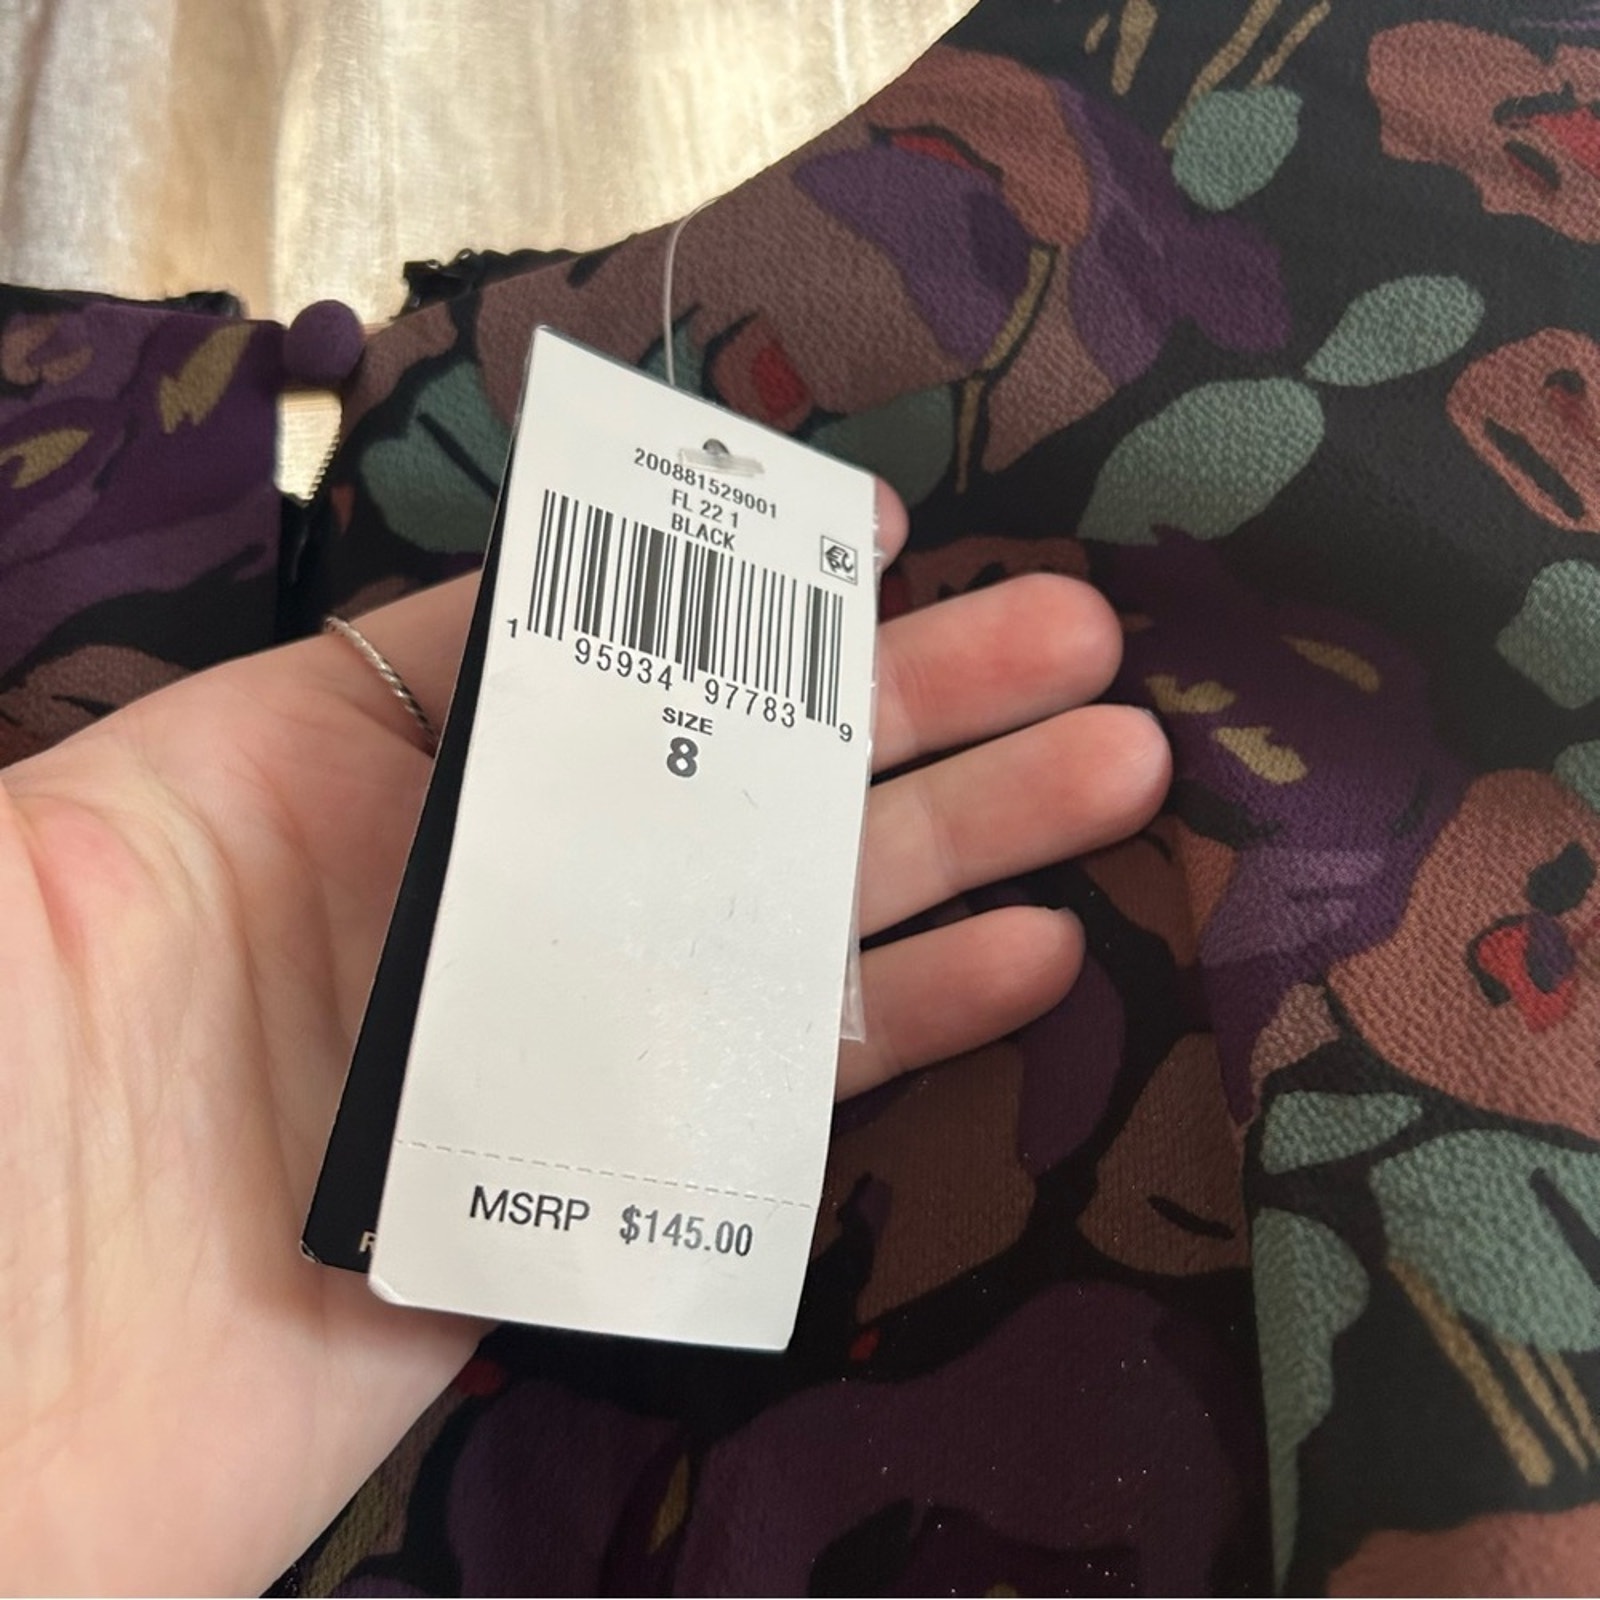 200881529001
FL 22 1
BLACK
1 95934 97783 9
SIZE
8
MSRP $145.00